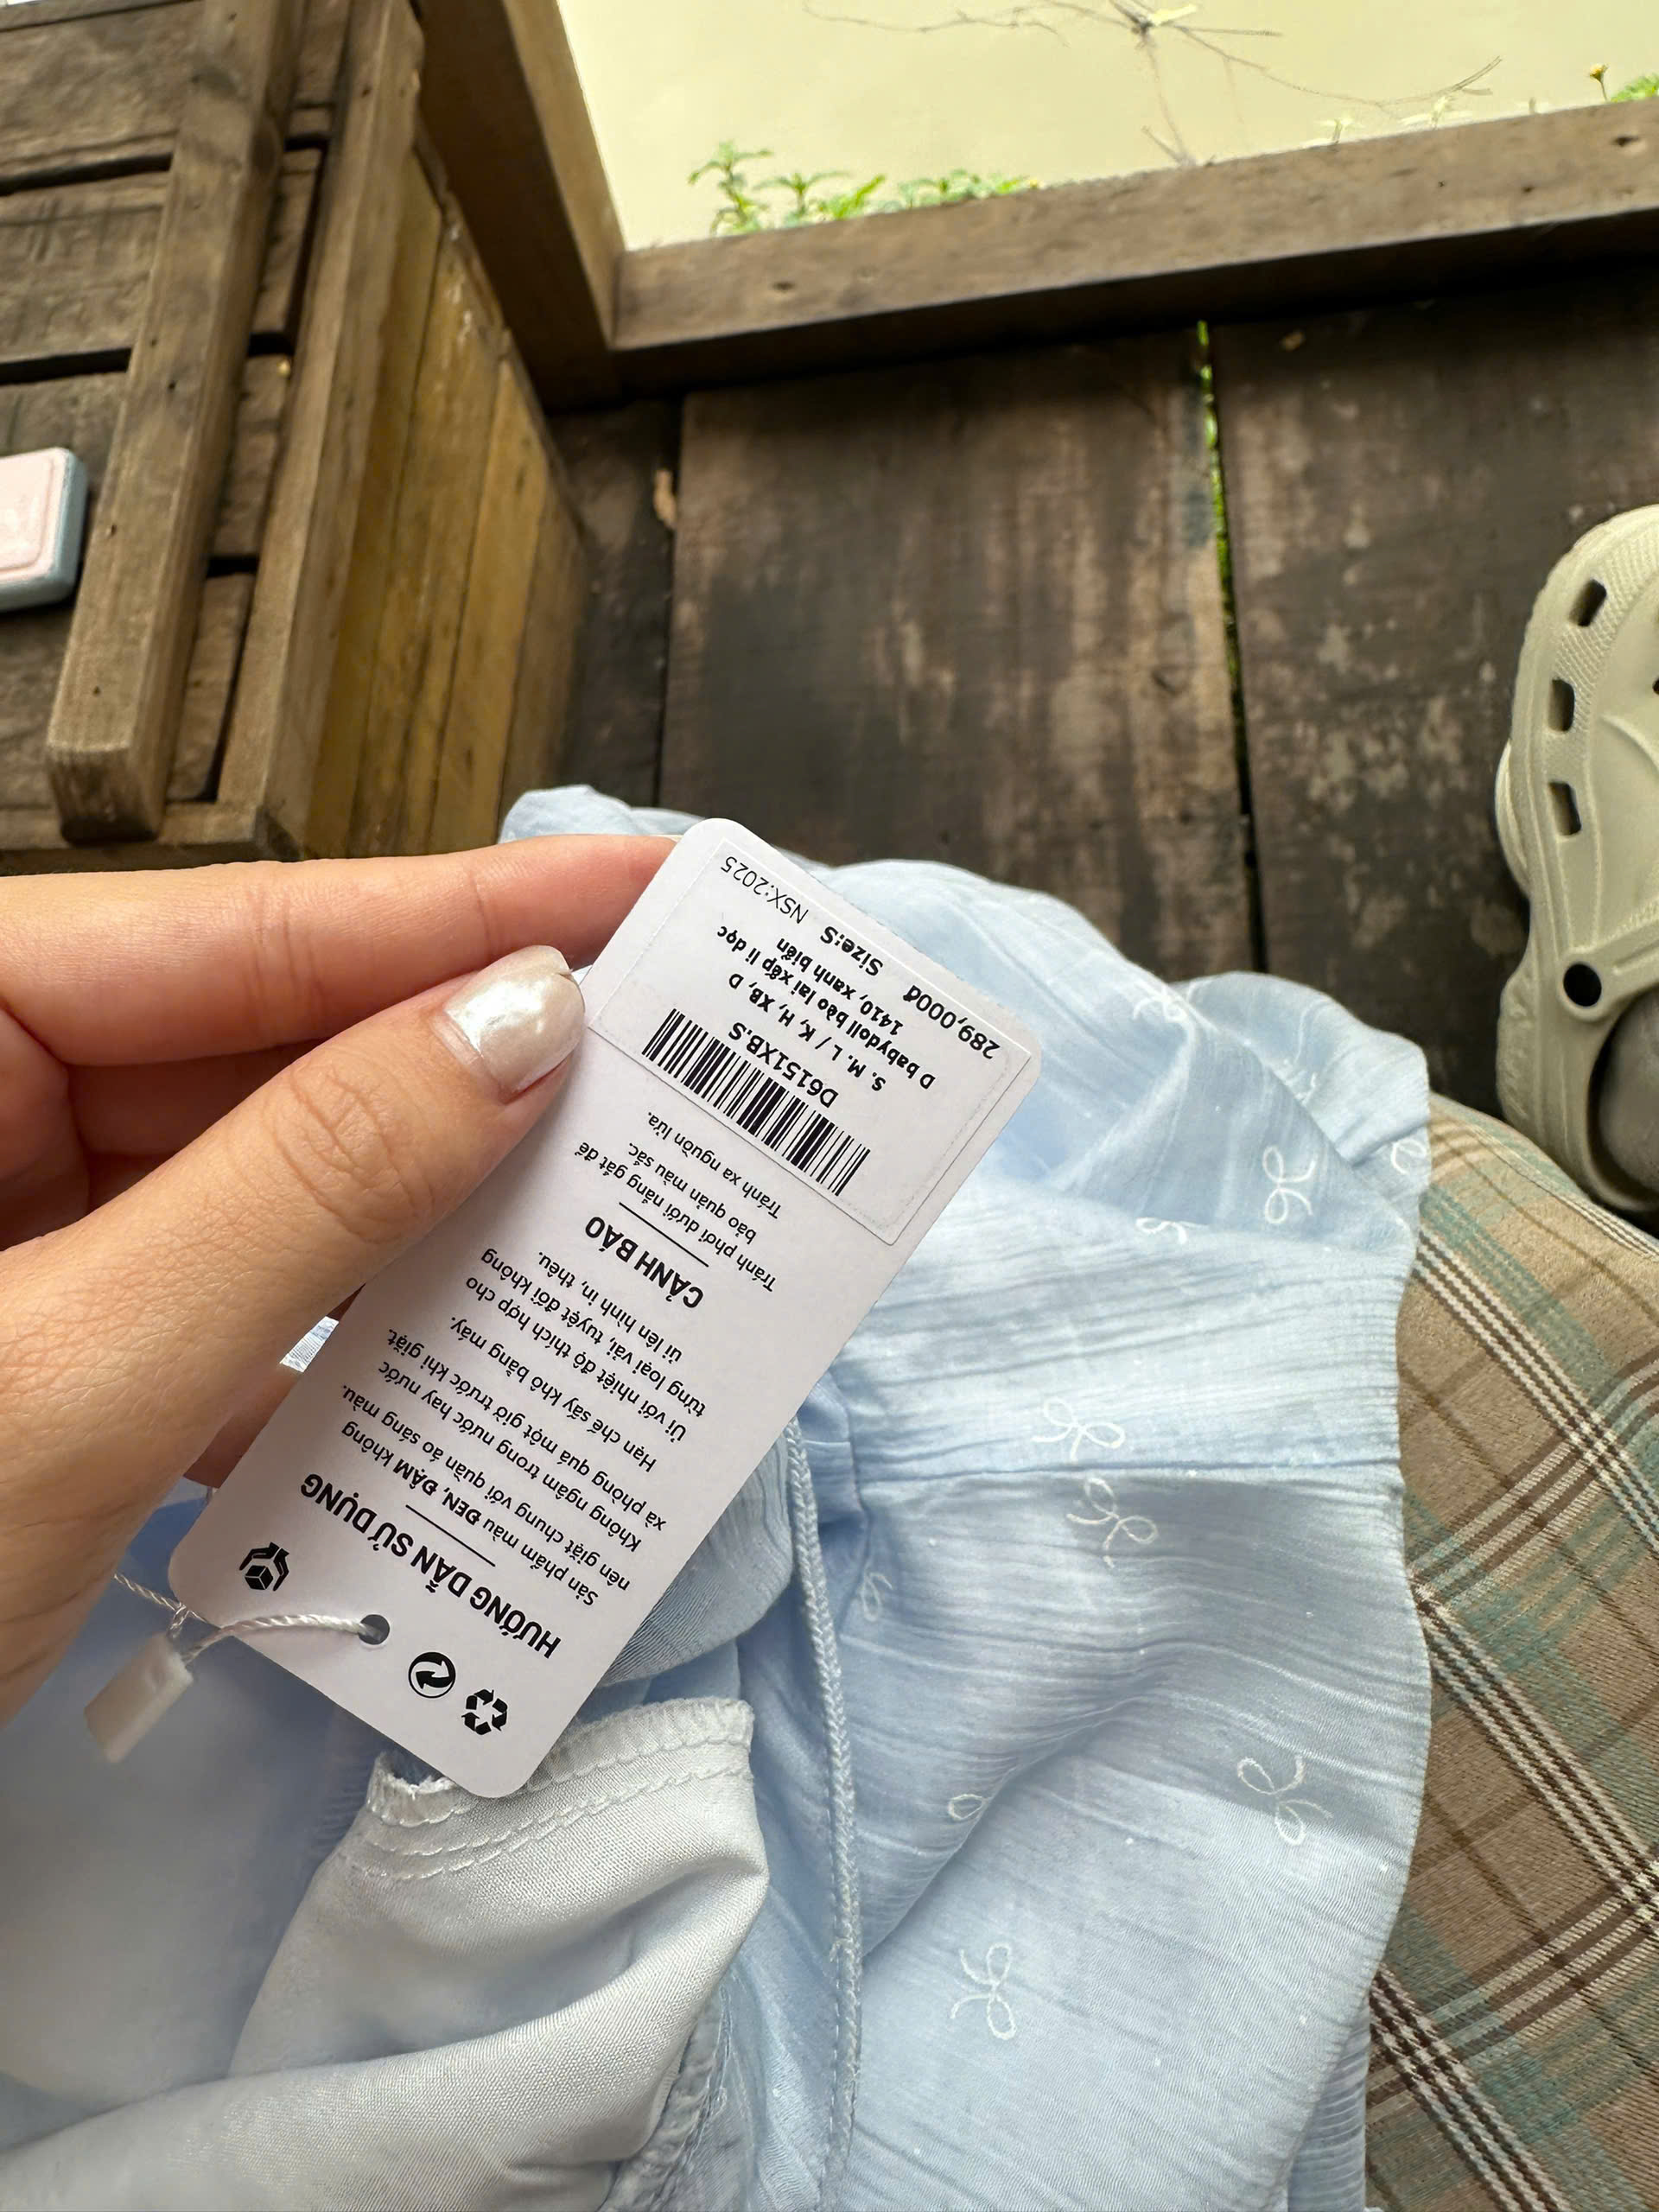 HƯỚNG DẪN SỬ DỤNG
Sản phẩm màu ĐEN, ĐẬM không
nên giặt chung với quần áo sáng màu.
Không ngâm trong nước hay nước
xà phòng quá một giờ trước khi giặt.
Hạn chế sấy khô bằng máy.
Ủi với nhiệt độ thích hợp cho
từng loại vải, tuyệt đối không
ủi lên hình in, thêu.
CẢNH BÁO
Tránh phơi dưới nắng gắt để
bảo quản màu sắc.
Tránh xa nguồn lửa.
D6151XB.S
S. M. L / K, H, XB, D
D babydoll bào lai xếp li dọc
1410, xanh biển
289,000đ Size:S NSX:2025